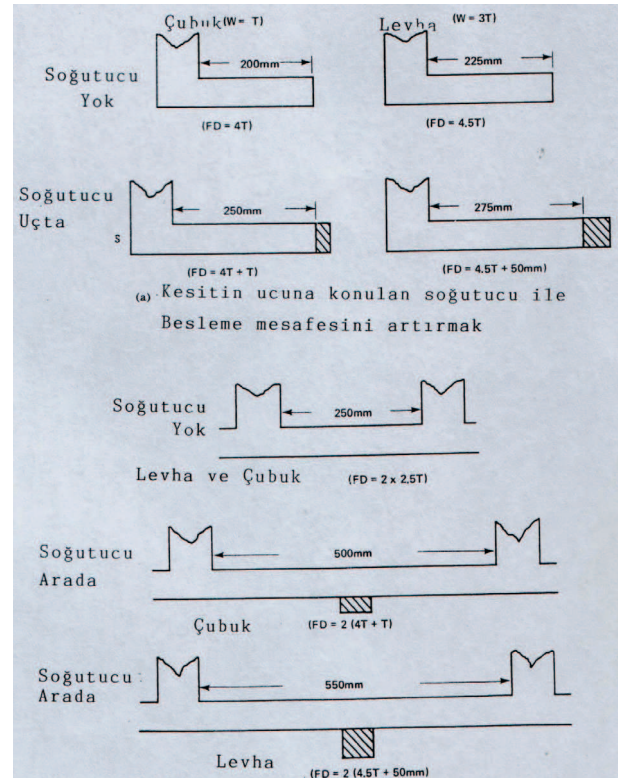 Çubuk(W= T)
Levha (W = 3T)
Soğutucu
Yok
200mm
225mm
(FD = 4T)
(FD = 4.5T)
Soğutucu
Uçta
s
250mm
275mm
(FD = 4T + T)
(FD = 4.5T + 50mm)
(a) Kesitin ucuna konulan soğutucu ile
Besleme mesafesini artırmak
Soğutucu
Yok
250mm
Levha ve Çubuk (FD = 2 x 2.5T)
Soğutucu
Arada
500mm
Çubuk (FD = 2 (4T + T)
Soğutucu
Arada
550mm
Levha (FD = 2 (4.5T + 50mm)